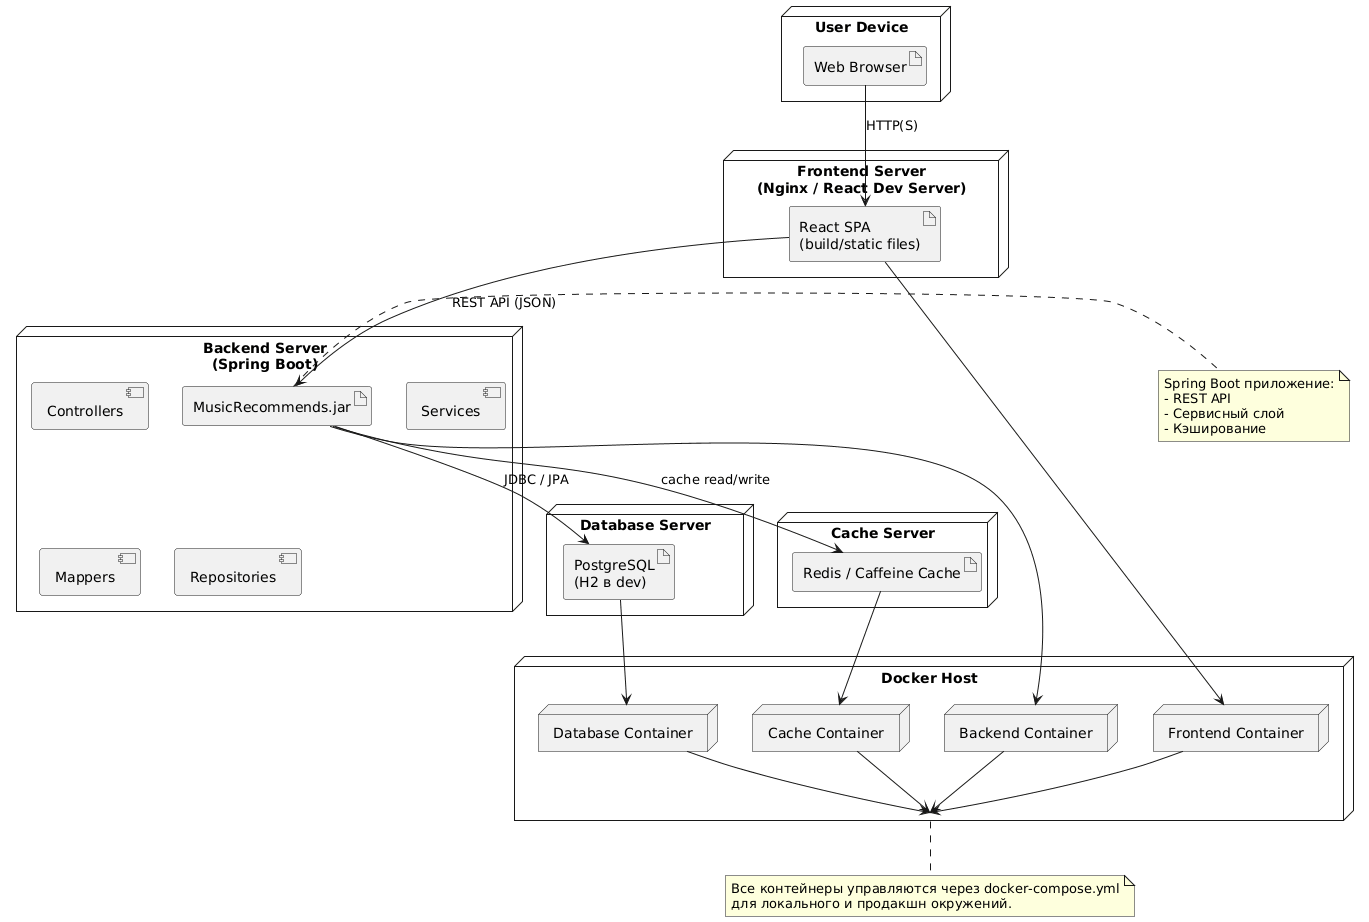 User Device
Web Browser
HTTP(S)
Frontend Server
(Nginx / React Dev Server)
React SPA
(build/static files)
REST API (JSON)
Backend Server
(Spring Boot)
Controllers
MusicRecommends.jar
Services
Spring Boot приложение:
- REST API
- Сервисный слой
- Кэширование
JDBC / JPA
cache read/write
Database Server
Cache Server
Mappers
Repositories
PostgreSQL
(H2 в dev)
Redis / Caffeine Cache
Docker Host
Database Container
Cache Container
Backend Container
Frontend Container
Все контейнеры управляются через docker-compose.yml
для локального и продакшн окружений.